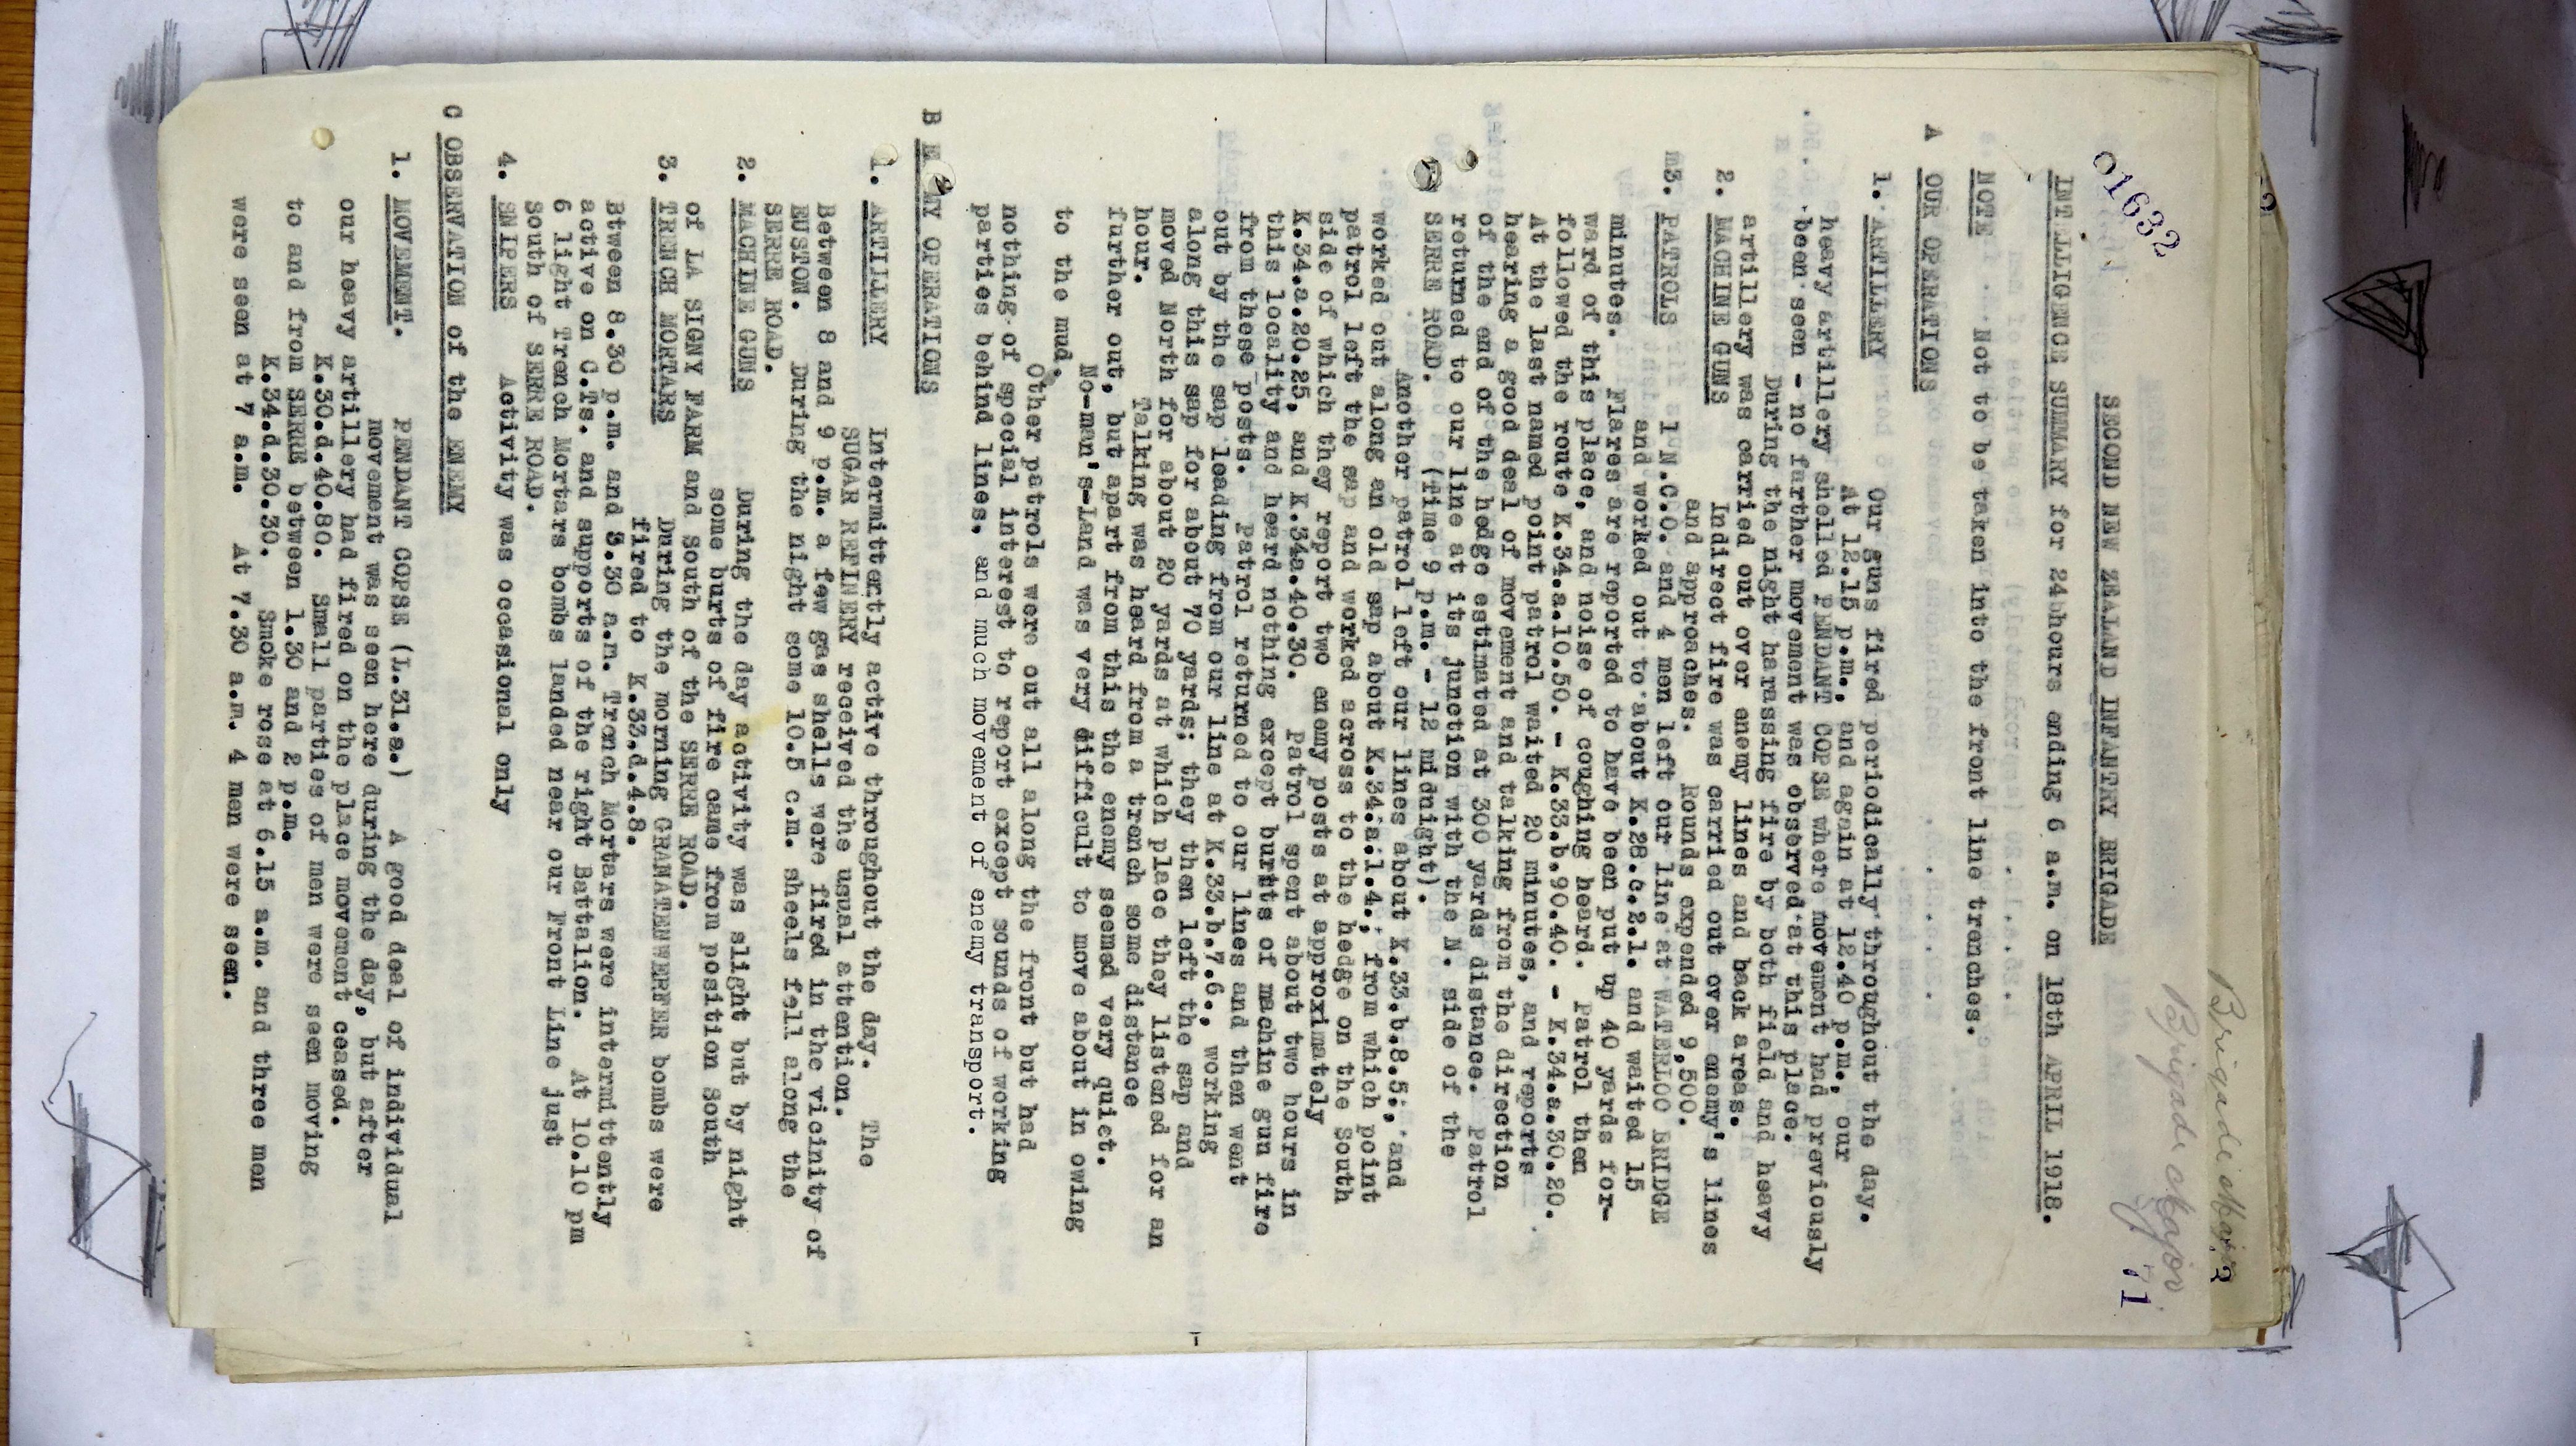 Brigade Major
Brigade Major
2
71
01632
SECOND NEW ZEALAND INFANTRY BRIGADE
INTELLIGENCE SUMMARY for 24hours ending 6 a.m. on 18th APRIL 1918.
NOTE Not to be taken into the front line trenches.
A OUR OPERATIONS
1. ARTILLERY Our guns fired periodically throughout the day.
At 12.15 p.m., and again at 12.40 p.m., our
heavy artillery shelled PENDANT COPSE where movement had previously
been seen - no further movement was observed at this place.
During the night harassing fire by both field and heavy
artillery was carried out over enemy lines and back areas.
2. MACHINE GUNS Indirect fire was carried out over enemy's lines
and approaches. Rounds expended 9,500.
m3. PATROLS 1 N.C.O. and 4 men left our line at WATERLOO BRIDGE
and worked out to about K.28.c.2.1. and waited 15
minutes. Flares are reported to have been put up 40 yards for-
ward of this place, and noise of coughing heard. Patrol then
followed the route K.34.a.10.50. - K.33.b.90.40. - K.34.a.30.20.
At the last named point patrol waited 20 minutes, and reports
hearing a good deal of movement and talking from the direction
of the end of the hedge estimated at 300 yards distance. Patrol
returned to our line at its junction with the N. side of the
SERRE ROAD. (Time 9 p.m. - 12 midnight).
Another patrol left our lines about K.33.b.8.5., and
worked out along an old sap about K.34.a.1.4., from which point
patrol left the sap and worked across to the hedge on the South
side of which they report two enemy posts at approximately
K.34.a.20.25, and K.34a.40.30. Patrol spent about two hours in
this locality and heard nothing except bursts of machine gun fire
from these posts. Patrol returned to our lines and then went
out by the sap leading from our line at K.33.b.7.6., working
along this sap for about 70 yards; they then left the sap and
moved North for about 20 yards at which place they listened for an
hour. Talking was heard from a trench some distance
further out, but apart from this the enemy seemed very quiet.
No-man's-Land was very difficult to move about in owing
to the mud.
Other patrols were out all along the front but had
nothing of special interest to report except sounds of working
parties behind lines, and much movement of enemy transport.
B E MY OPERATIONS
1. ARTILLERY Intermittertly active throughout the day. The
SUGAR REFINERY received the usual attention.
Between 8 and 9 p.m. a few gas shells were fired in the vicinity of
EUSTON. During the night some 10.5 c.m. sheels fell along the
SERRE ROAD.
2. MACHINE GUNS During the day activity was slight but by night
some burts of fire came from position South
of LA SIGNY FARM and South of the SERRE ROAD.
3. TRENCH MORTARS During the morning GRANATENWERFER bombs were
fired to K.33.d.4.8.
Btween 8.30 p.m. and 3.30 a.m. Trench Mortars were intermittently
active on C.Ts. and supports of the right Battalion. At 10.10 pm
6 light Trench Mortars bombs landed near our Front Line just
South of SERRE ROAD.
4. SNIPERS Activity was occasional only
C OBSERVATION of the ENEMY
1. MOVEMENT. PENDANT COPSE (L.31.a.) A good deal of individual
movement was seen here during the day, but after
our heavy artillery had fired on the place movement ceased.
K.30.d.40.80. Small parties of men were seen moving
to and from SERRE between 1.30 and 2 p.m.
K.34.d.30.30. Smoke rose at 6.15 a.m. and three men
were seen at 7 a.m. At 7.30 a.m. 4 men were seen.